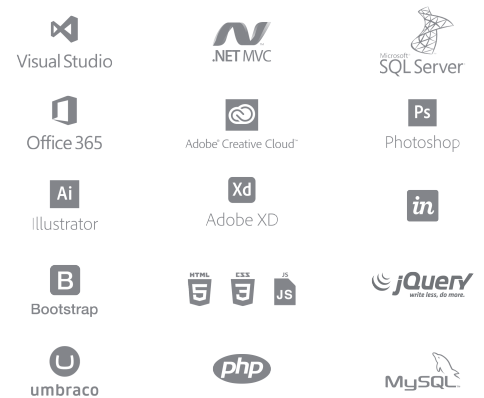 Visual Studio
.NET MVC
Microsoft®
SQL Server
Office 365
Adobe® Creative Cloud™
Ps
Photoshop
Ai
Illustrator
Xd
Adobe XD
in
B
Bootstrap
HTML
5
CSS
3
JS
JS
jQuery
write less, do more.
umbraco
php
MySQL